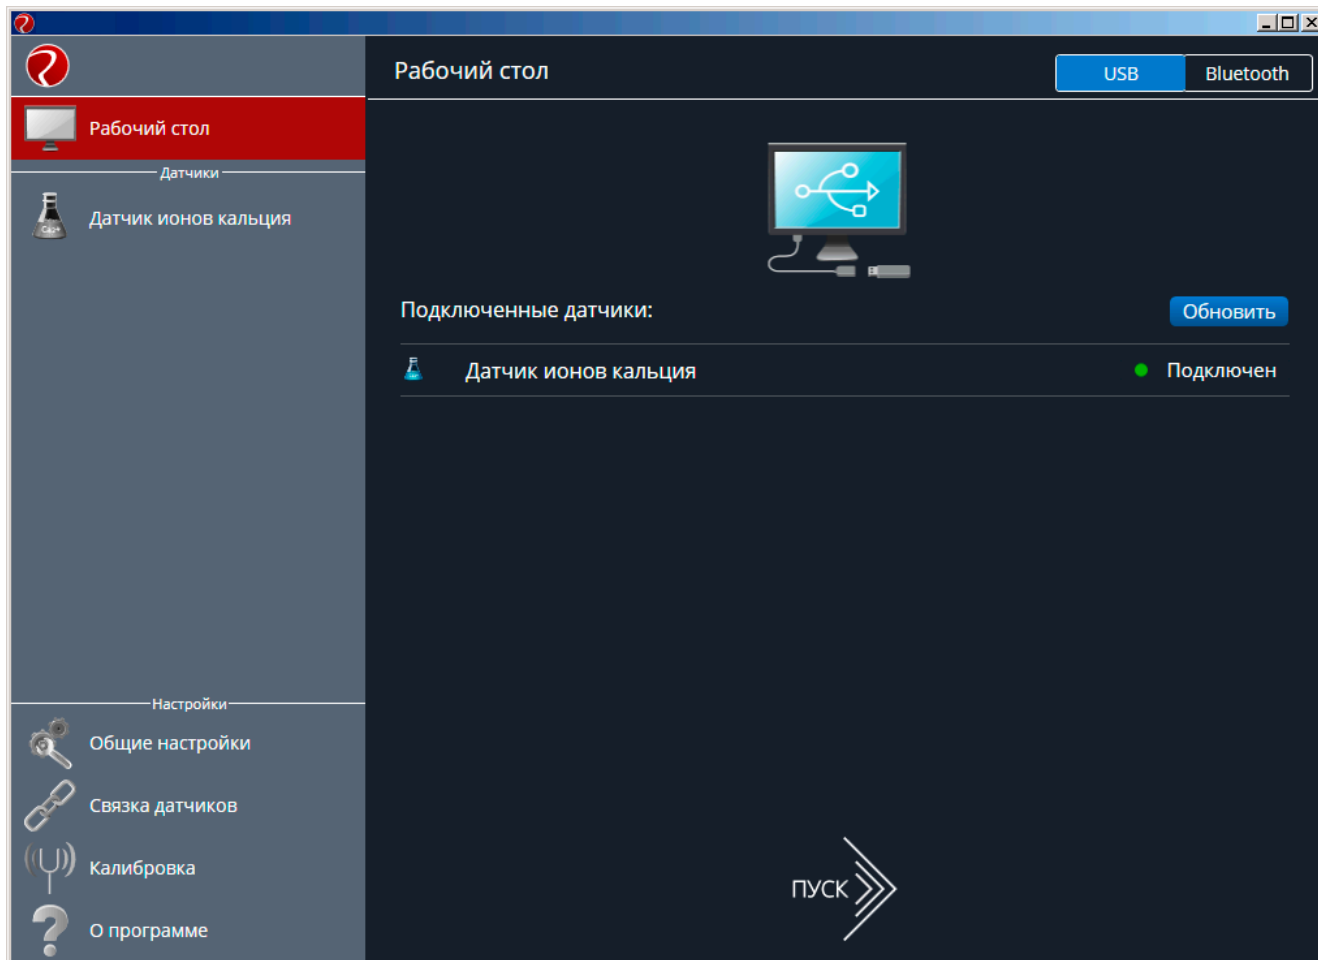 Рабочий стол
USB
Bluetooth
Рабочий стол
Датчики
Датчик ионов кальция
Подключенные датчики:
Обновить
Датчик ионов кальция
Подключен
Настройки
Общие настройки
Связка датчиков
Калибровка
О программе
ПУСК